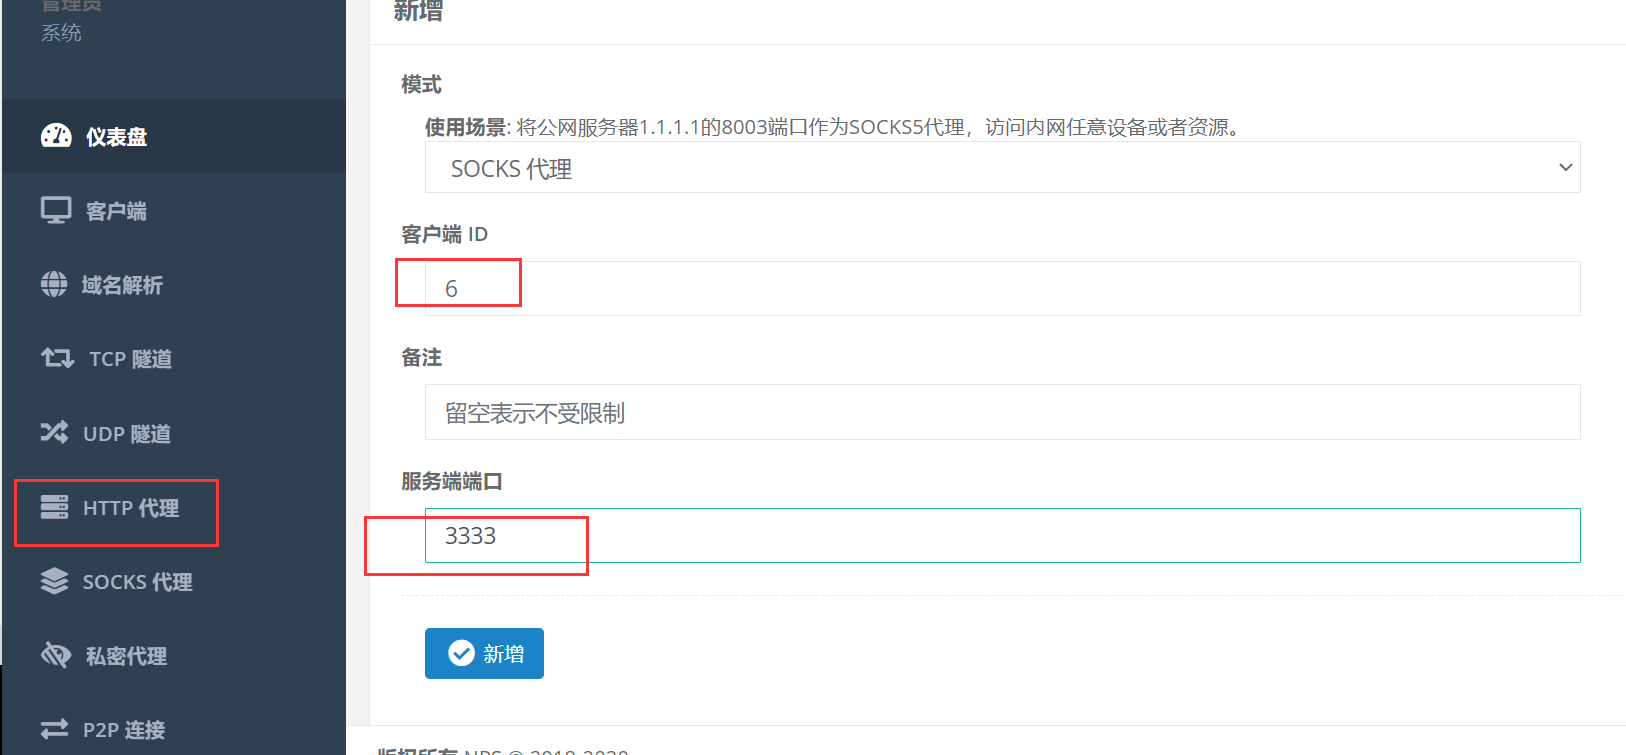 管理员
系统
仪表盘
客户端
域名解析
TCP 隧道
UDP 隧道
HTTP 代理
SOCKS 代理
私密代理
P2P 连接
新增
模式
使用场景: 将公网服务器1.1.1.1的8003端口作为SOCKS5代理，访问内网任意设备或者资源。
SOCKS 代理
客户端 ID
6
备注
留空表示不受限制
服务端端口
3333
新增
版权所有 NPS © 2018-2020